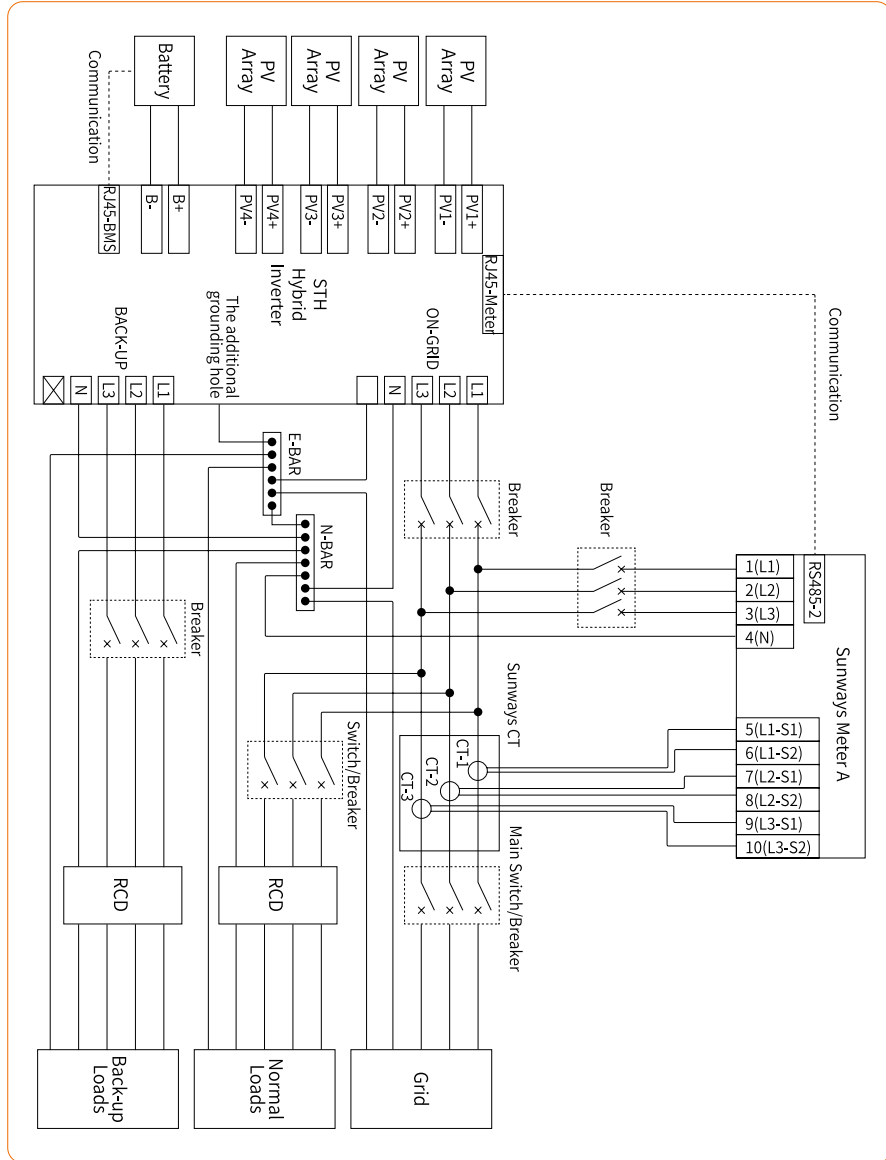 Battery
PV
Array
PV
Array
PV
Array
PV
Array
Communication
RJ45-BMS
B-
B+
PV4-
PV4+
PV3-
PV3+
PV2-
PV2+
PV1-
PV1+
RJ45-Meter
STH
Hybrid
Inverter
BACK-UP
The additional
grounding hole
ON-GRID
Communication
N
L3
L2
L1
N
L3
L2
L1
E-BAR
N-BAR
Breaker
Breaker
Breaker
RS485-2
1(L1)
2(L2)
3(L3)
4(N)
Sunways Meter A
5(L1-S1)
6(L1-S2)
7(L2-S1)
8(L2-S2)
9(L3-S1)
10(L3-S2)
Sunways CT
CT-1
CT-2
CT-3
Switch/Breaker
Main Switch/Breaker
RCD
RCD
Back-up
Loads
Normal
Loads
Grid